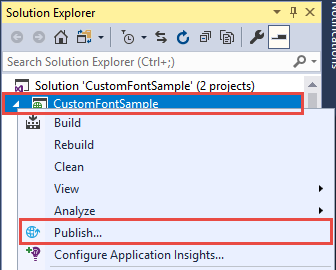 Solution Explorer
Search Solution Explorer (Ctrl+;)
Solution 'CustomFontSample' (2 projects)
CustomFontSample
Build
Rebuild
Clean
View
Analyze
Publish...
Configure Application Insights...